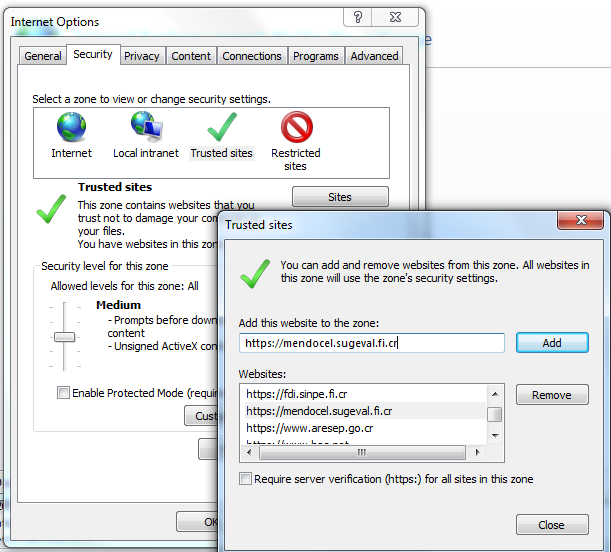 Internet Options
General Security Privacy Content Connections Programs Advanced
Select a zone to view or change security settings.
Internet Local intranet Trusted sites Restricted sites
Trusted sites
Sites
This zone contains websites that you
trust not to damage your com
your files.
You have websites in this zon
Security level for this zone
Allowed levels for this zone: All
Medium
- Prompts before down
content
- Unsigned ActiveX con
Enable Protected Mode (requi
Cust
OK
Trusted sites
You can add and remove websites from this zone. All websites in
this zone will use the zone's security settings.
Add this website to the zone:
https://mendocel.sugeval.fi.cr
Add
Websites:
https://fdi.sinpe.fi.cr
Remove
https://mendocel.sugeval.fi.cr
https://www.aresep.go.cr
Require server verification (https:) for all sites in this zone
Close